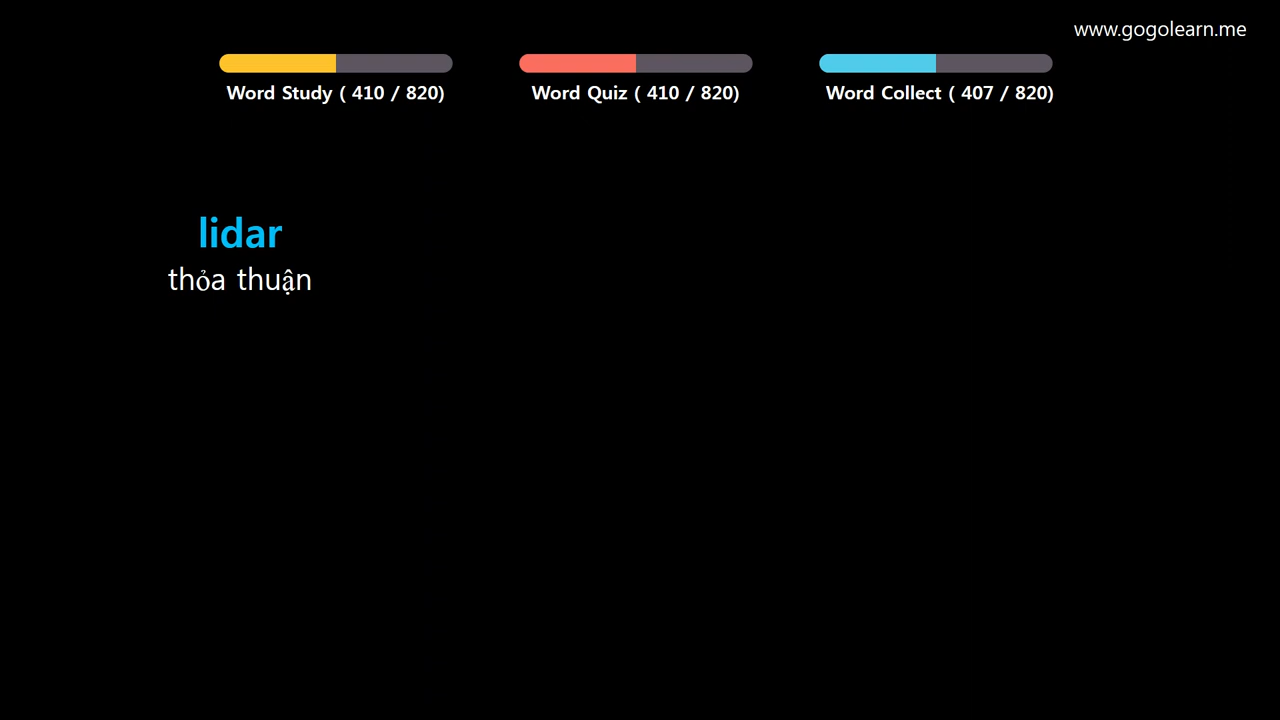 www.gogolearn.me
Word Study ( 410 / 820)
Word Quiz ( 410 / 820)
Word Collect ( 407 / 820)
lidar
thỏa thuận